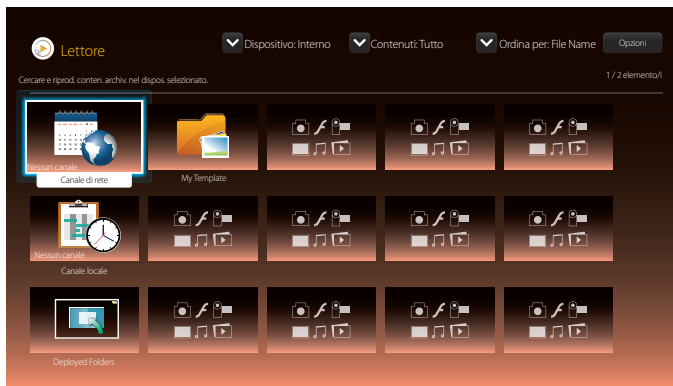 Lettore
Dispositivo: Interno
Contenuti: Tutto
Ordina per: File Name
Opzioni
Cercare e riprod. conten. archiv. nel dispos. selezionato.
1 / 2 elemento/i
Nessun canale.
Canale di rete
My Template
Nessun canale.
Canale locale
Deployed Folders